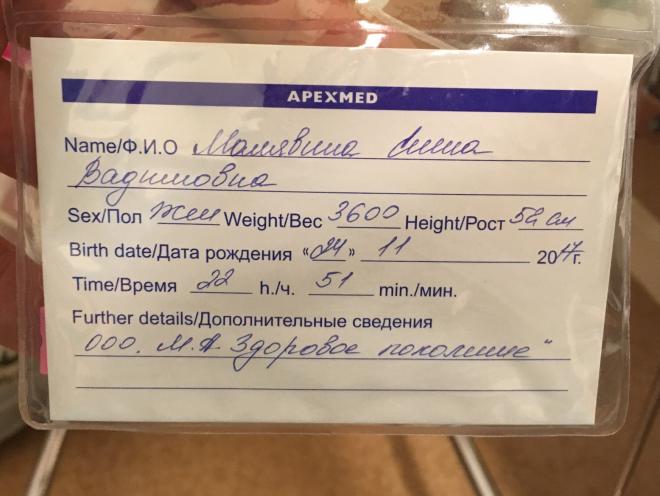 APEXMED
Name/Ф.И.О Малявина Анна
Вадимовна
Sex/Пол жен Weight/Вес 3600 Height/Рост 52 см
Birth date/Дата рождения «24» 11 2017г.
Time/Время 22 h./ч. 51 min./мин.
Further details/Дополнительные сведения
ООО. М.А Здоровое поколение"